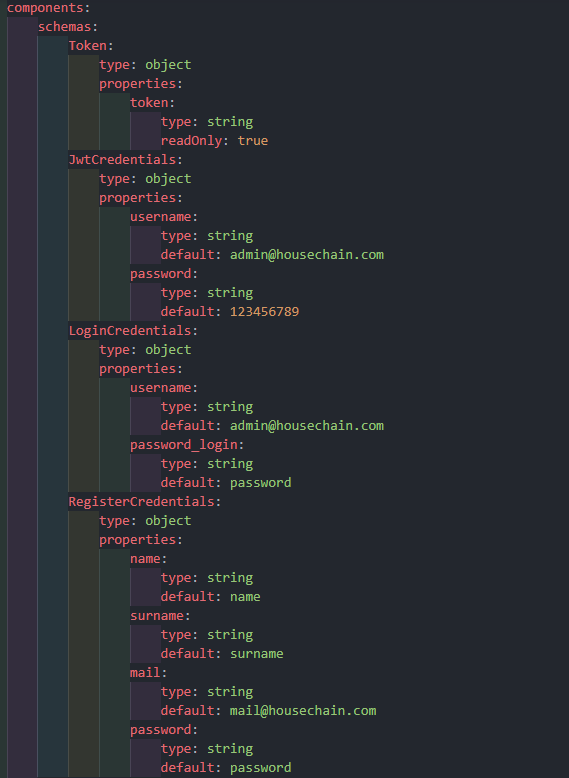 components:
schemas:
Token:
type: object
properties:
token:
type: string
readOnly: true
JwtCredentials:
type: object
properties:
username:
type: string
default: admin@housechain.com
password:
type: string
default: 123456789
LoginCredentials:
type: object
properties:
username:
type: string
default: admin@housechain.com
password_login:
type: string
default: password
RegisterCredentials:
type: object
properties:
name:
type: string
default: name
surname:
type: string
default: surname
mail:
type: string
default: mail@housechain.com
password:
type: string
default: password